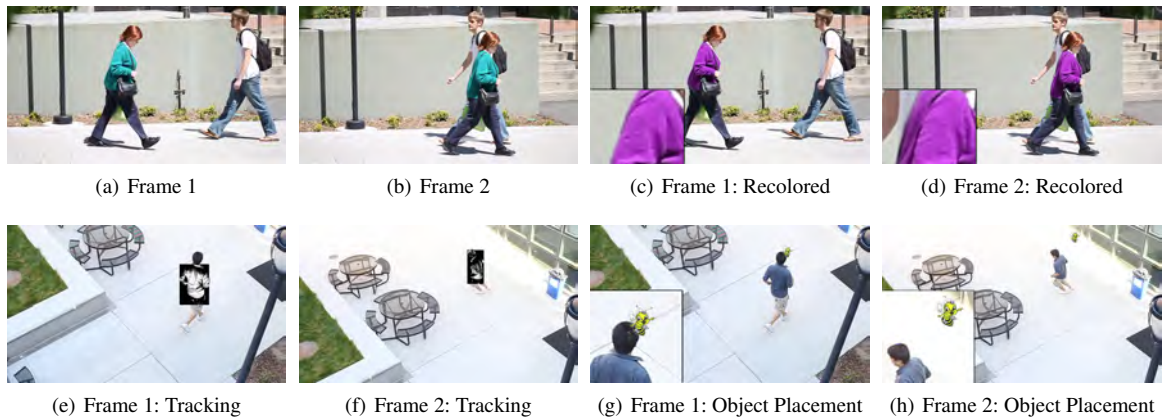 (a) Frame 1
(b) Frame 2
(c) Frame 1: Recolored
(d) Frame 2: Recolored
(e) Frame 1: Tracking
(f) Frame 2: Tracking
(g) Frame 1: Object Placement
(h) Frame 2: Object Placement